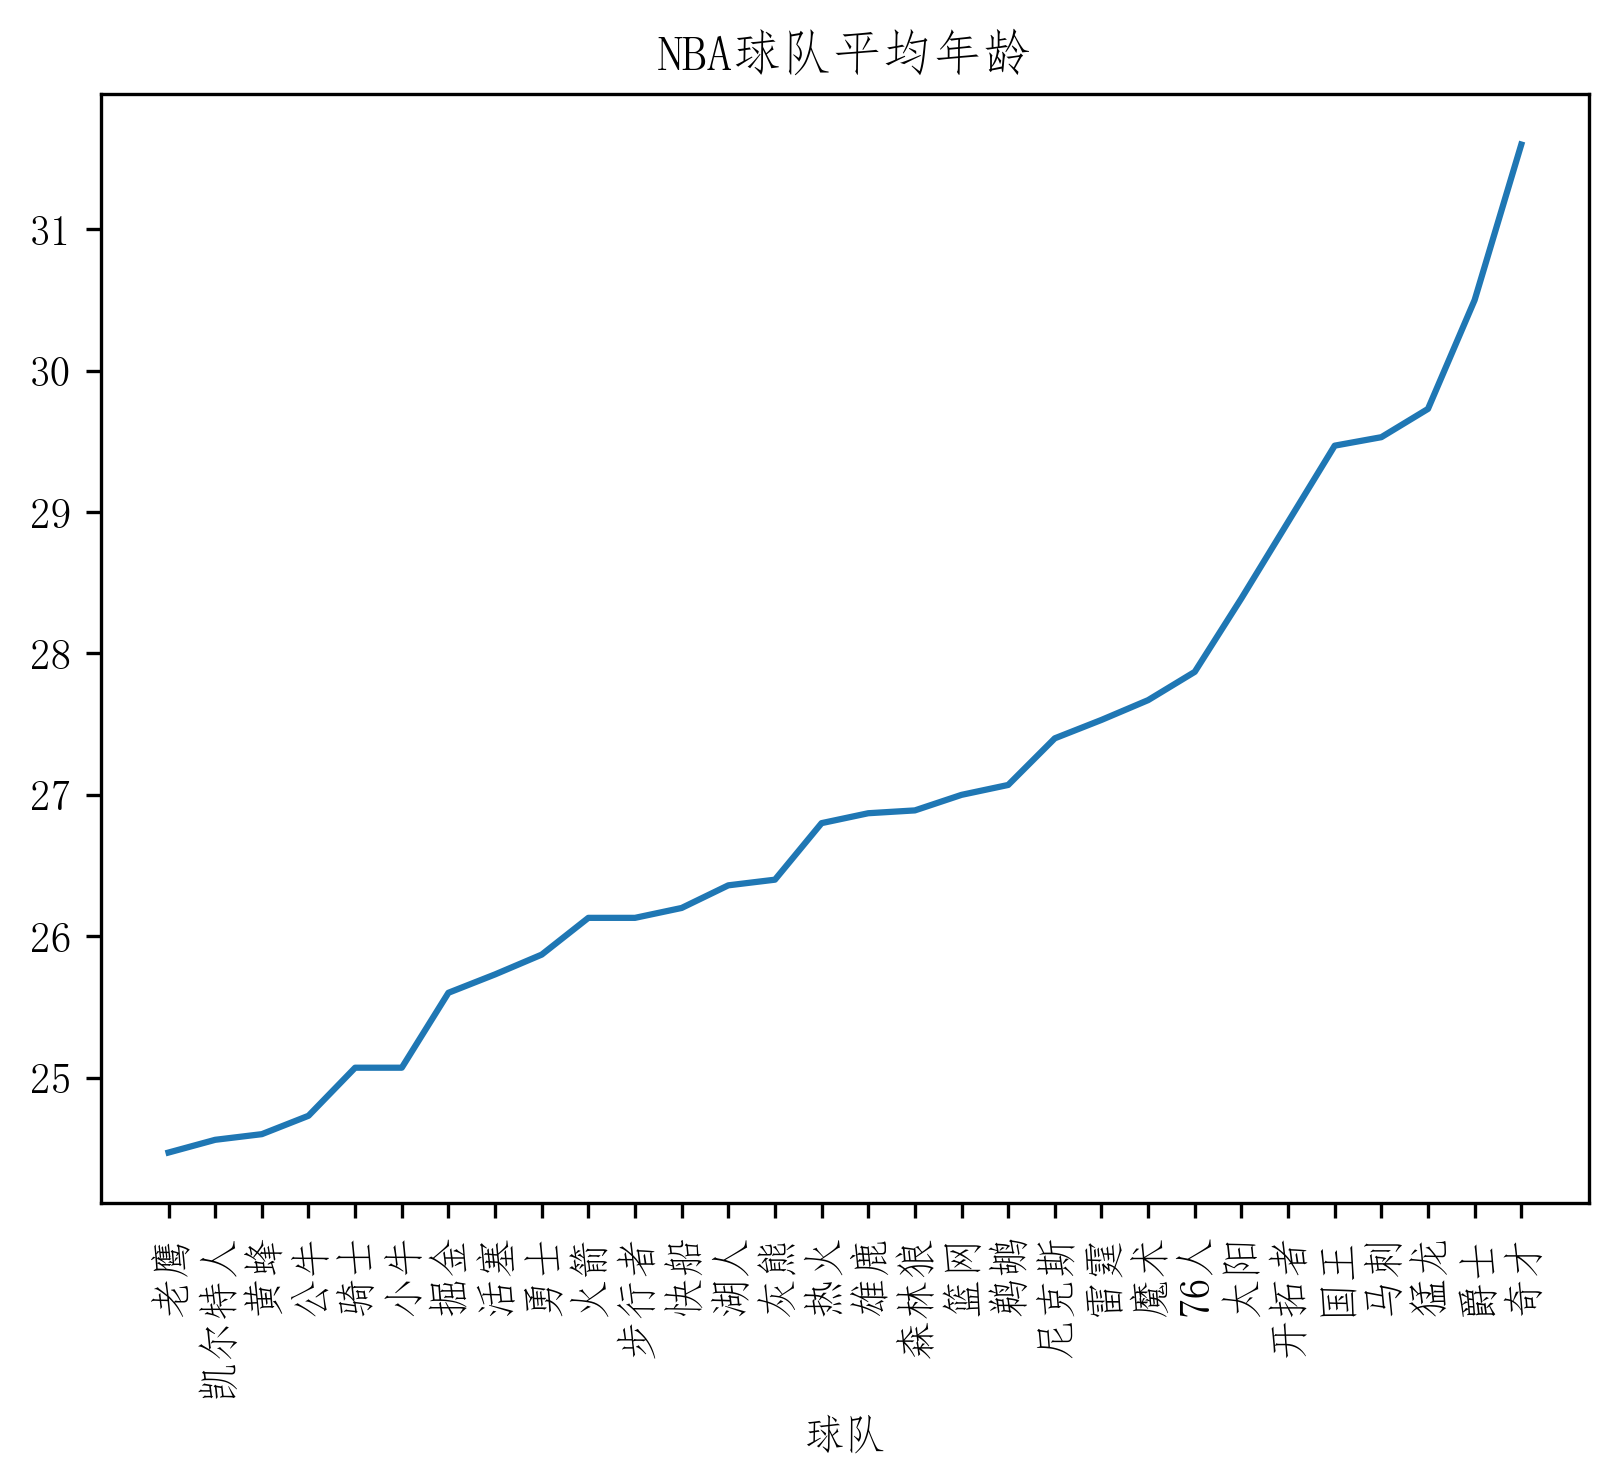 NBA球队平均年龄
31
30
29
28
27
26
25
老鹰
凯尔特人
黄蜂
公牛
骑士
小牛
掘金
活塞
勇士
火箭
步行者
快船
湖人
灰熊
热火
雄鹿
森林狼
篮网
鹈鹕
尼克斯
雷霆
魔术
76人
太阳
开拓者
国王
马刺
猛龙
爵士
奇才
球队